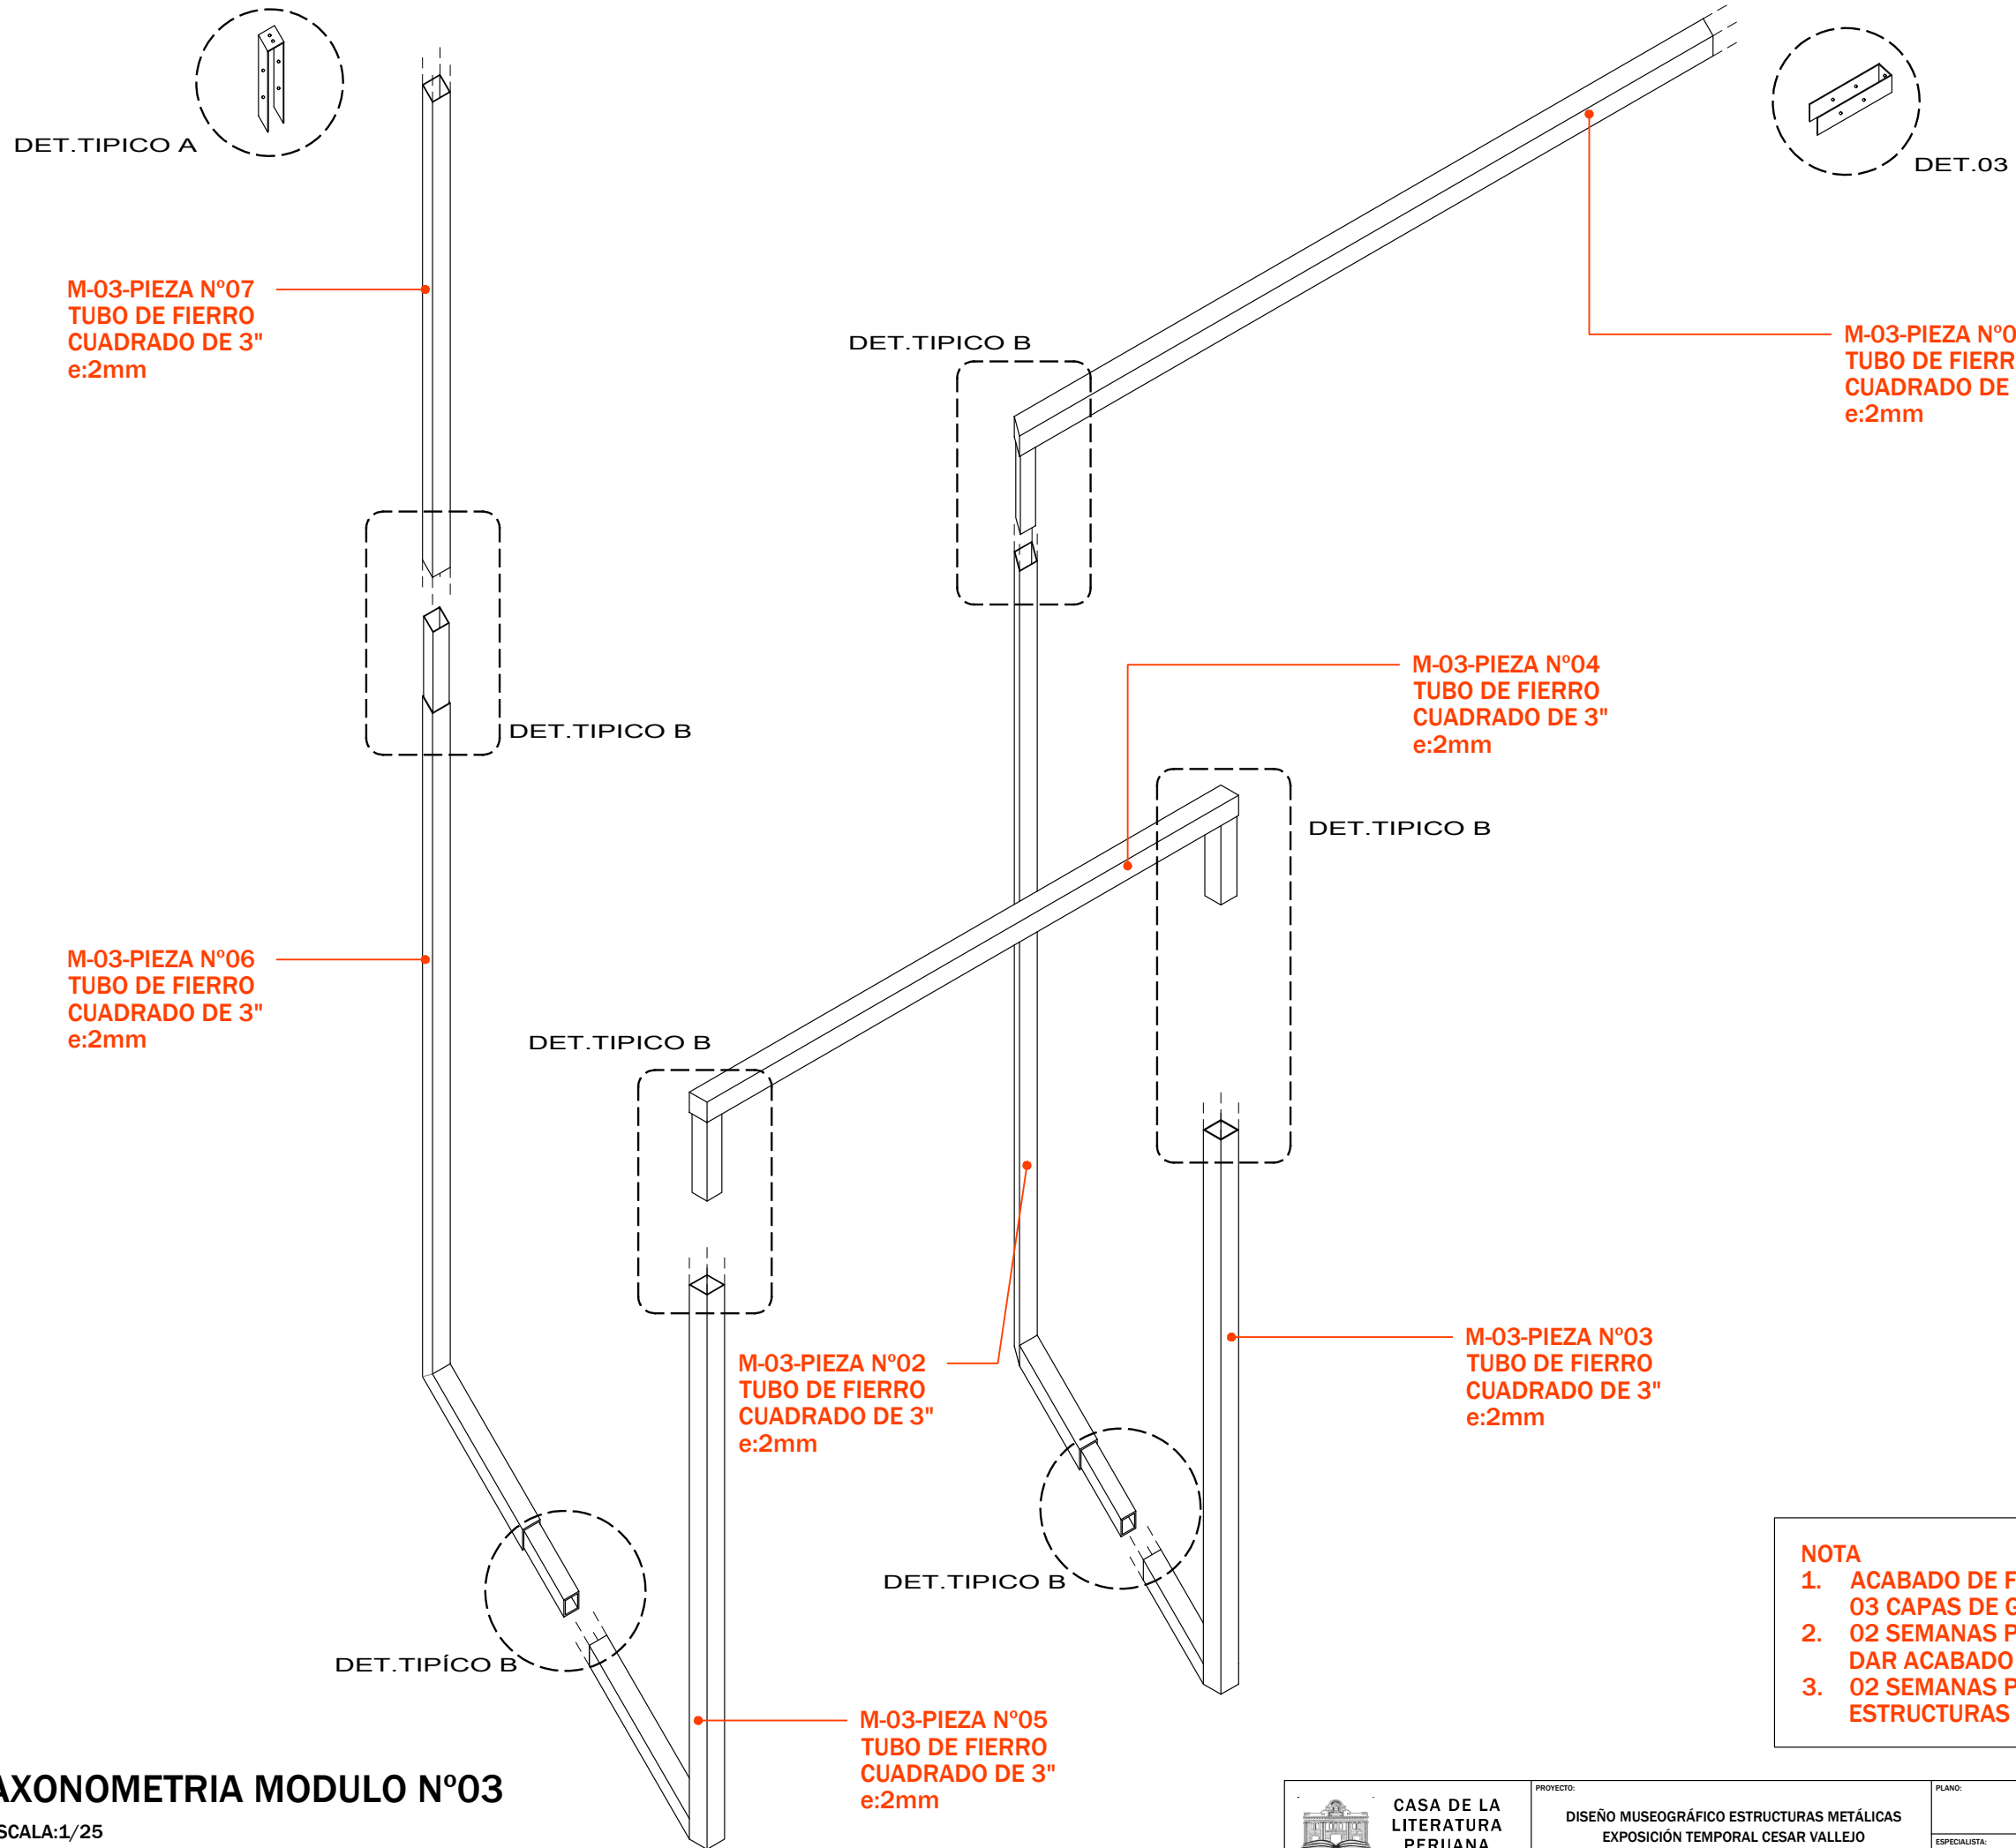 DET.TIPICO A
DET.03
M-03-PIEZA Nº07
TUBO DE FIERRO
CUADRADO DE 3"
e:2mm
DET.TIPICO B
M-03-PIEZA Nº0
TUBO DE FIERR
CUADRADO DE
e:2mm
DET.TIPICO B
M-03-PIEZA Nº04
TUBO DE FIERRO
CUADRADO DE 3"
e:2mm
DET.TIPICO B
M-03-PIEZA Nº06
TUBO DE FIERRO
CUADRADO DE 3"
e:2mm
DET.TIPICO B
M-03-PIEZA Nº02
TUBO DE FIERRO
CUADRADO DE 3"
e:2mm
M-03-PIEZA Nº03
TUBO DE FIERRO
CUADRADO DE 3"
e:2mm
DET.TIPICO B
DET.TIPÍCO B
M-03-PIEZA Nº05
TUBO DE FIERRO
CUADRADO DE 3"
e:2mm
NOTA
1. ACABADO DE F
03 CAPAS DE G
2. 02 SEMANAS P
DAR ACABADO
3. 02 SEMANAS P
ESTRUCTURAS
AXONOMETRIA MODULO Nº03
SCALA:1/25
CASA DE LA
LITERATURA
PERUANA
PROYECTO:
DISEÑO MUSEOGRÁFICO ESTRUCTURAS METÁLICAS
EXPOSICIÓN TEMPORAL CESAR VALLEJO
PLANO:
ESPECIALISTA: